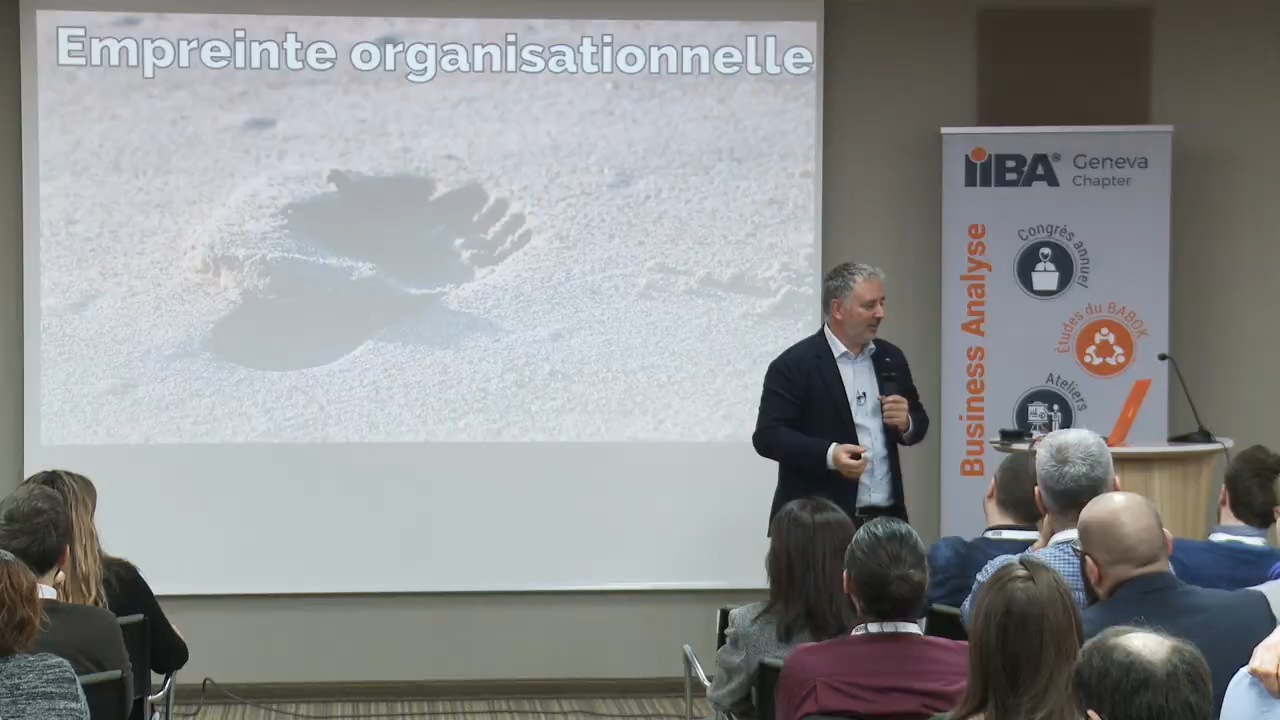 Empreinte organisationnelle
IIBA® Geneva
Chapter
Business Analyse
Congrès annuel
Études du BABOK
Ateliers